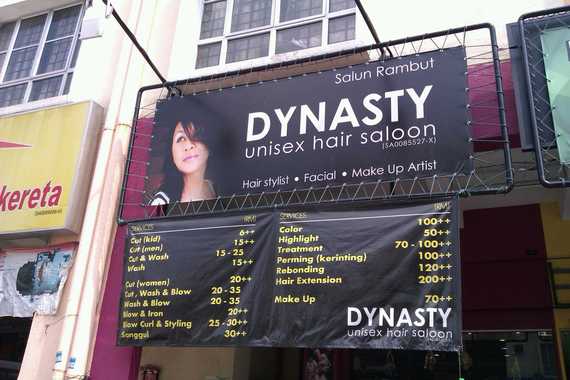 Salun Rambut
DYNASTY
unisex hair saloon
(SA0085527-X)
Hair stylist • Facial • Make Up Artist
kereta
SERVICES (RM)
Cut (kid) 6++
Cut (men) 15++
Cut & Wash 15 - 25
Wash 15++
Cut (women) 20++
Cut , Wash & Blow 20 - 35
Wash & Blow 20 - 35
Blow & Iron 20++
Blow Curl & Styling 25 - 30++
Sanggul 30++
SERVICES (RM)
Color 100++
Highlight 50++
Treatment 70 - 100++
Perming (kerinting) 100++
Rebonding 120++
Hair Extension 200++
Make Up 70++
DYNASTY
unisex hair saloon